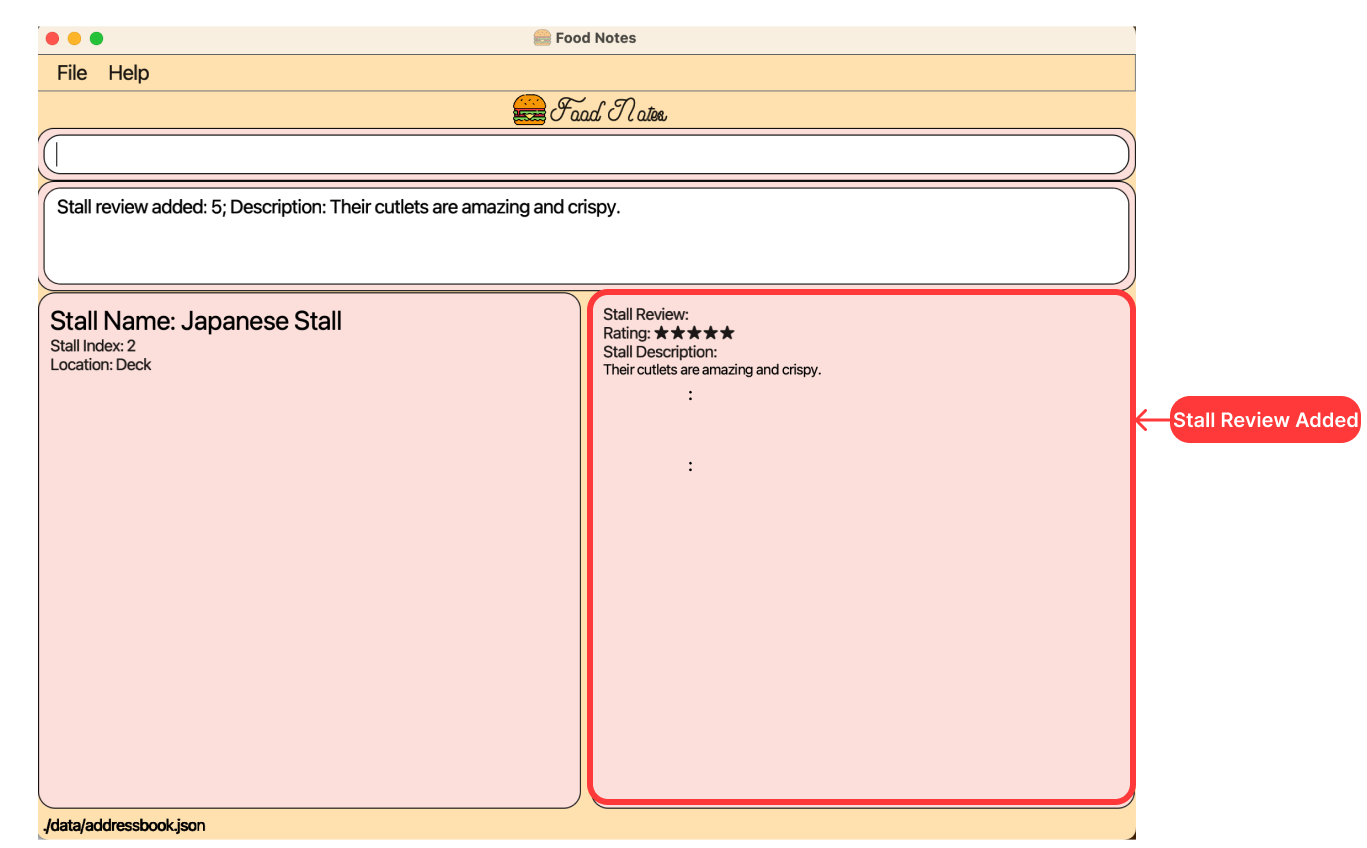 Food Notes
File Help
Food Notes
Stall review added: 5; Description: Their cutlets are amazing and crispy.
Stall Name: Japanese Stall
Stall Index: 2
Location: Deck
Stall Review:
Rating: ★★★★★
Stall Description:
Their cutlets are amazing and crispy.
:
:
Stall Review Added
./data/addressbook.json